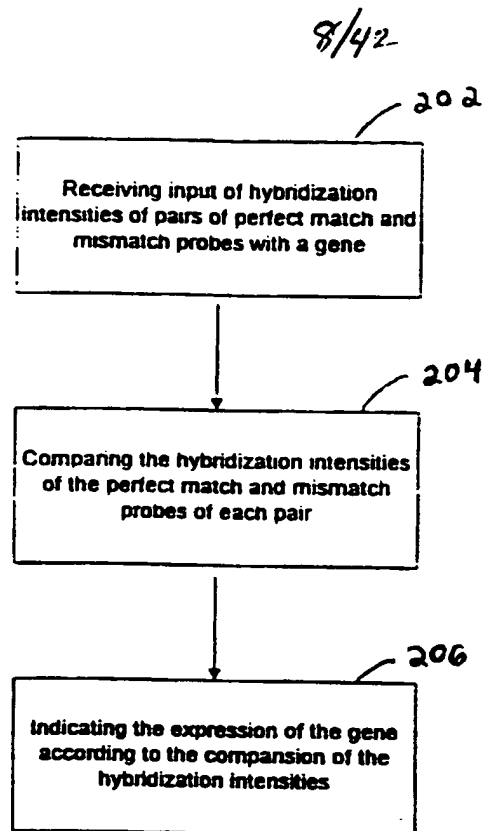 8/42
202
Receiving input of hybridization
intensities of pairs of perfect match and
mismatch probes with a gene
204
Comparing the hybridization intensities
of the perfect match and mismatch
probes of each pair
206
Indicating the expression of the gene
according to the compansion of the
hybridization intensities